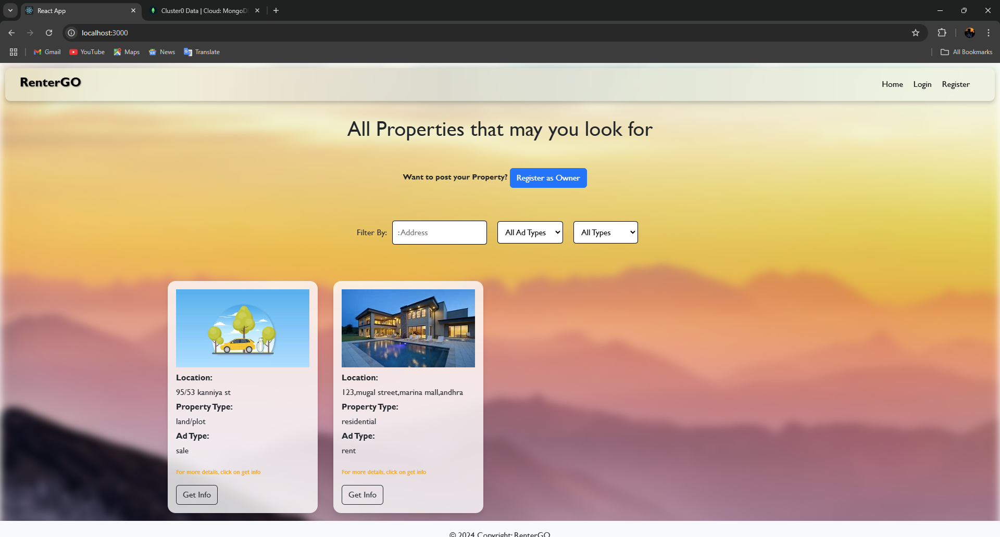 React App
Cluster0 Data | Cloud: MongoD
localhost:3000
Gmail YouTube Maps News Translate
All Bookmarks
RenterGO
Home Login Register
All Properties that may you look for
Want to post your Property? Register as Owner
Filter By: :Address All Ad Types All Types
Location:
95/53 kanniya st
Property Type:
land/plot
Ad Type:
sale
For more details, click on get info
Get Info
Location:
123,mugal street,marina mall,andhra
Property Type:
residential
Ad Type:
rent
For more details, click on get info
Get Info
© 2024 Copyright: RenterGO